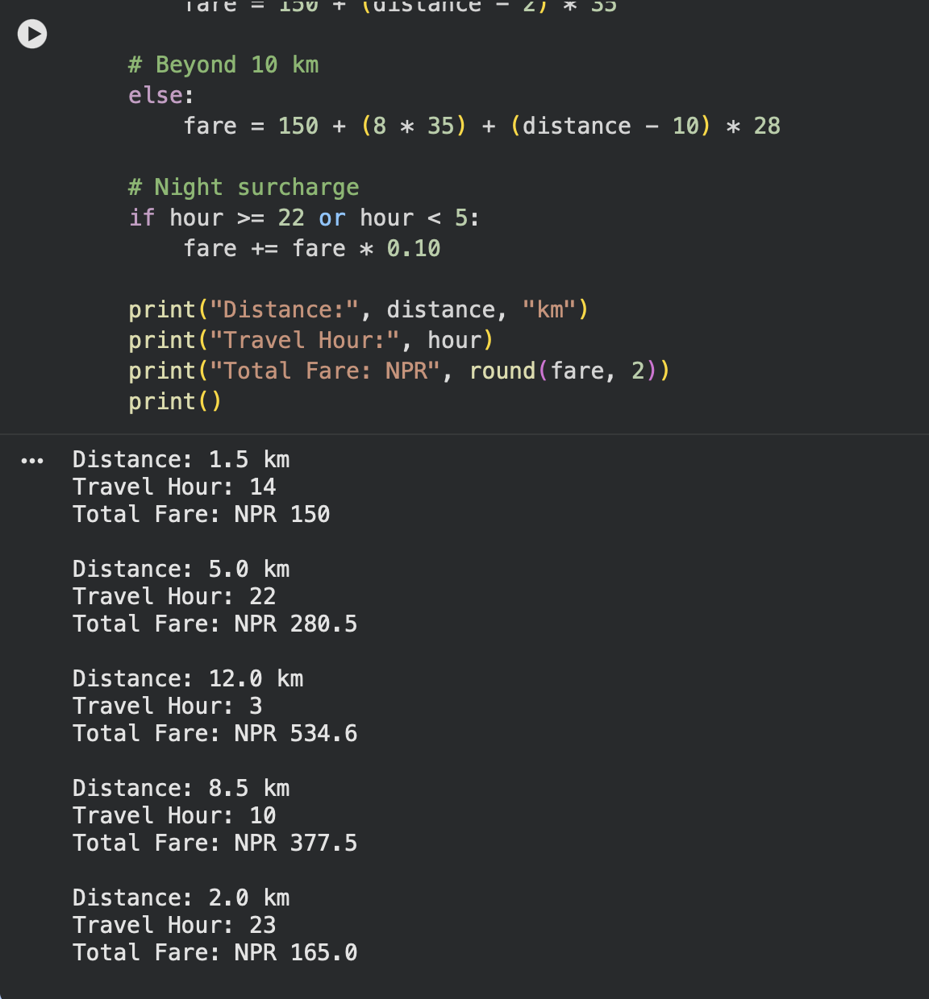 fare = 150 + (distance - 2) * 35
# Beyond 10 km
else:
fare = 150 + (8 * 35) + (distance - 10) * 28
# Night surcharge
if hour >= 22 or hour < 5:
fare += fare * 0.10
print("Distance:", distance, "km")
print("Travel Hour:", hour)
print("Total Fare: NPR", round(fare, 2))
print()
Distance: 1.5 km
Travel Hour: 14
Total Fare: NPR 150
Distance: 5.0 km
Travel Hour: 22
Total Fare: NPR 280.5
Distance: 12.0 km
Travel Hour: 3
Total Fare: NPR 534.6
Distance: 8.5 km
Travel Hour: 10
Total Fare: NPR 377.5
Distance: 2.0 km
Travel Hour: 23
Total Fare: NPR 165.0